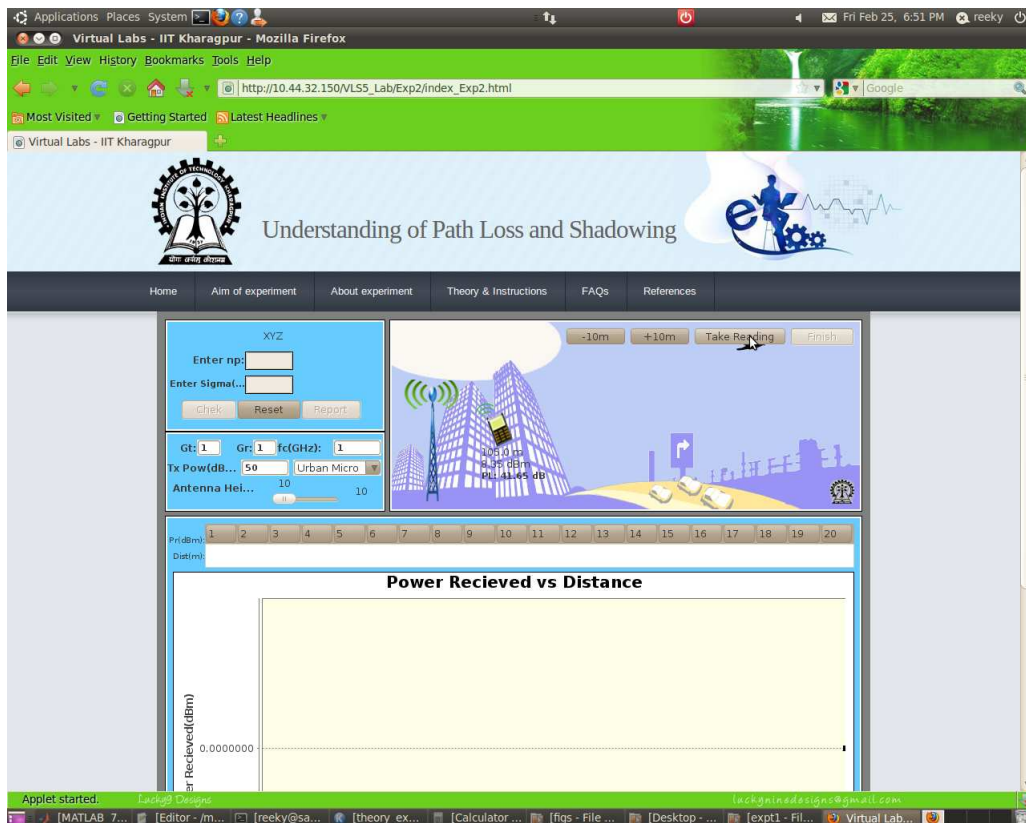 Applications Places System Fri Feb 25, 6:51 PM reeky
Virtual Labs - IIT Kharagpur - Mozilla Firefox
File Edit View History Bookmarks Tools Help
http://10.44.32.150/VLS5_Lab/Exp2/index_Exp2.html Google
Most Visited Getting Started Latest Headlines
Virtual Labs - IIT Kharagpur
Understanding of Path Loss and Shadowing
Home Aim of experiment About experiment Theory & Instructions FAQs References
XYZ
Enter np:
Enter Sigma(...
Chek Reset Report
-10m +10m Take Reading Finish
Gt: 1 Gr: 1 fc(GHz): 1
Tx Pow(dB... 50 Urban Micro
Antenna Hei... 10 10
105.0 m
8.35 dBm
PL: 41.65 dB
Pr(dBm): 1 2 3 4 5 6 7 8 9 10 11 12 13 14 15 16 17 18 19 20
Dist(m):
Power Recieved vs Distance
er Recieved(dBm)
0.0000000
Applet started. Lucky9 Designs luckyninedesigns@gmail.com
[MATLAB 7... [Editor - /m... [reeky@sa... [theory_ex... [Calculator ... [figs - File ... [Desktop - ... [expt1 - Fil... Virtual Lab...